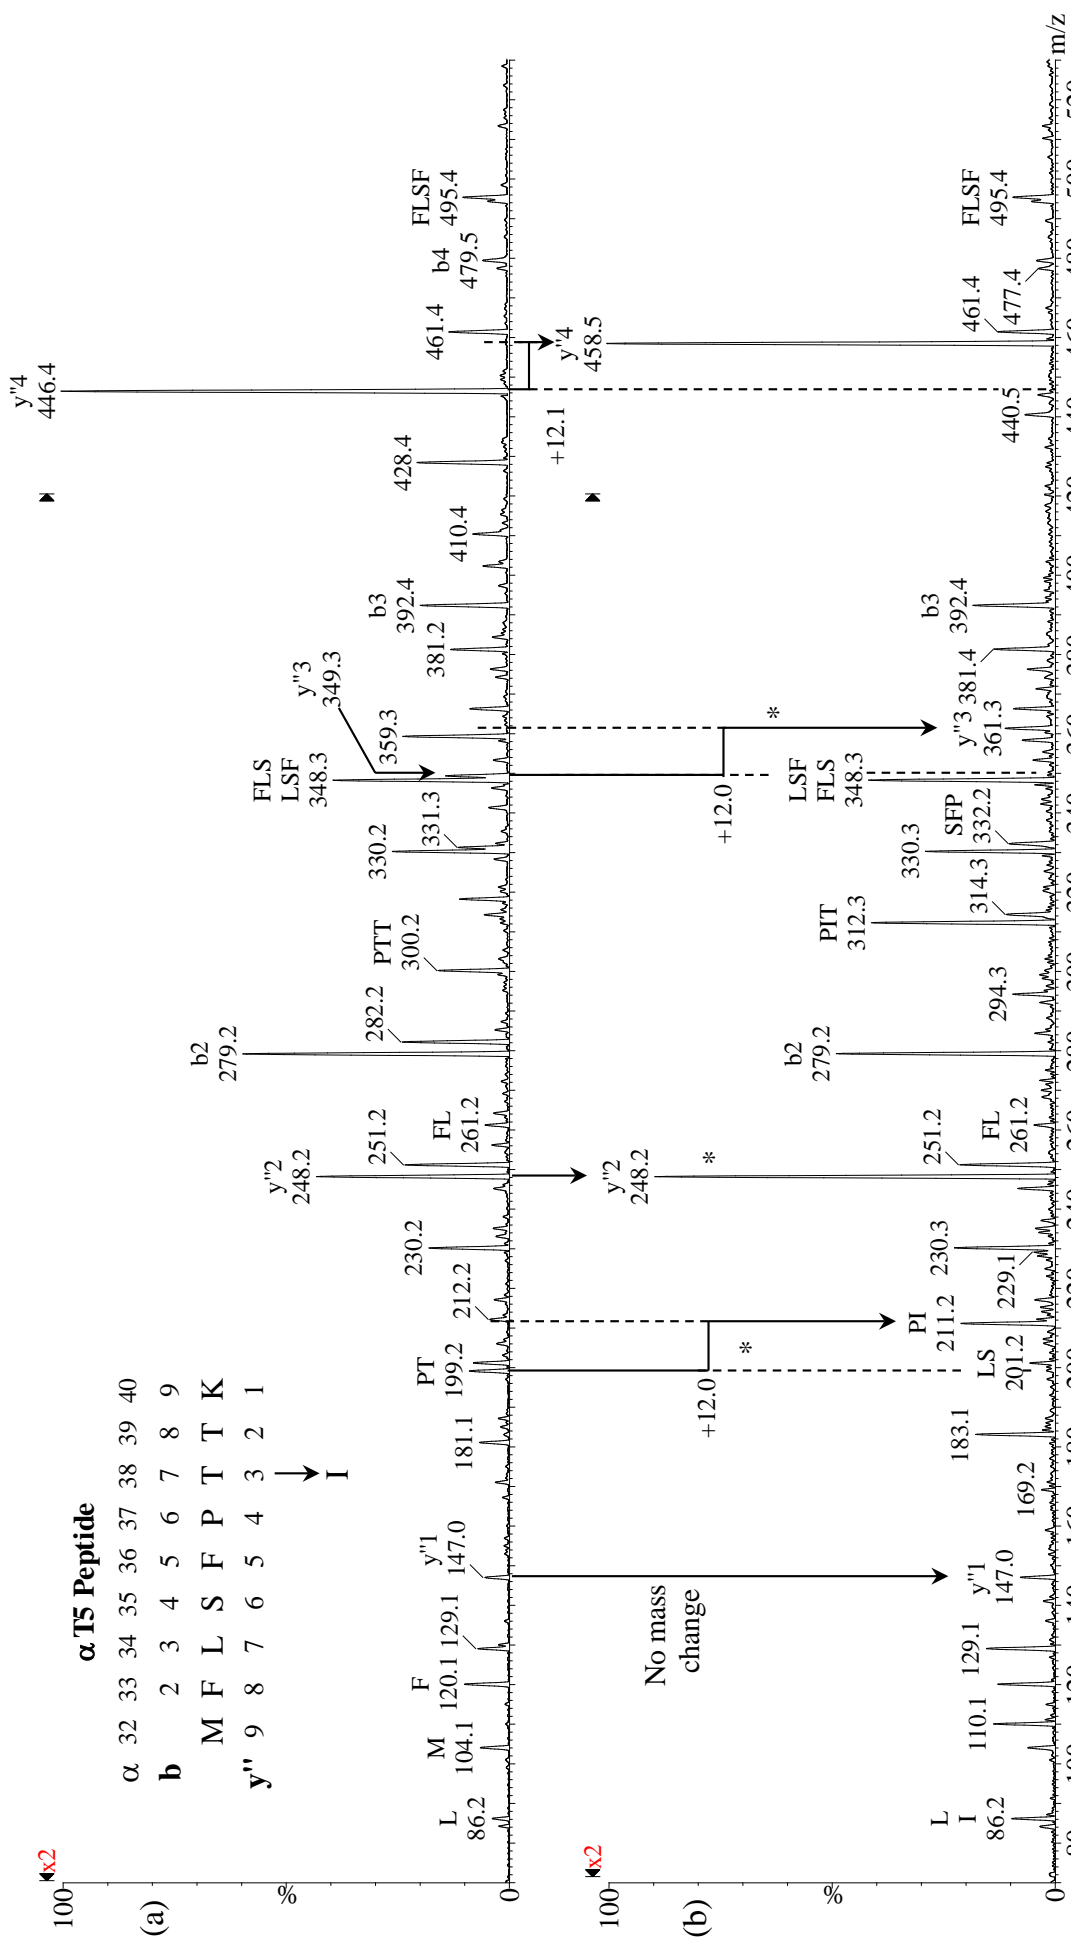 α T5 Peptide
α 32 33 34 35 36 37 38 39 40
b 2 3 4 5 6 7 8 9
M F L S F P T T K
y'' 9 8 7 6 5 4 3 2 1
I
x2
100
(a)
%
0
L
86.2
M
104.1
F
120.1
129.1
y''1
147.0
181.1
PT
199.2
212.2
230.2
y''2
248.2
251.2
FL
261.2
b2
279.2
282.2
PTT
300.2
330.2
331.3
FLS
LSF
348.3
y''3
349.3
359.3
381.2
b3
392.4
410.4
428.4
y''4
446.4
461.4
b4
479.5
FLSF
495.4
No mass
change
+12.0
*
*
+12.0
*
+12.1
x2
100
(b)
%
0
L
I
86.2
110.1
129.1
y''1
147.0
169.2
183.1
LS
201.2
PI
211.2
229.1
230.3
y''2
248.2
251.2
FL
261.2
b2
279.2
294.3
PIT
312.3
314.3
330.3
SFP
332.2
LSF
FLS
348.3
y''3
361.3
381.4
b3
392.4
440.5
y''4
458.5
461.4
477.4
FLSF
495.4
m/z